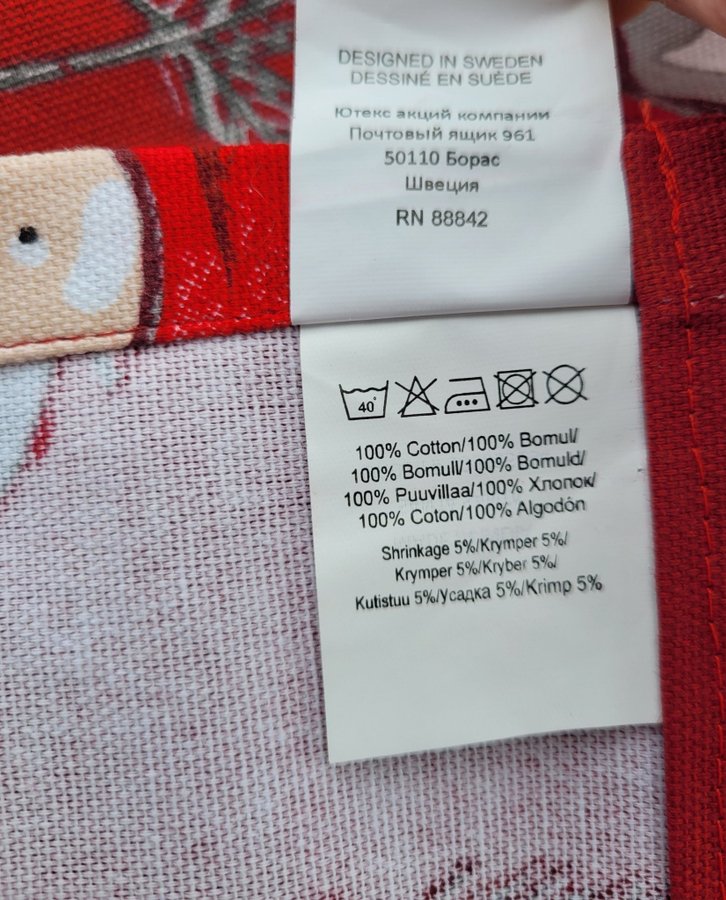 DESIGNED IN SWEDEN
DESSINÉ EN SUÈDE
Ютекс акций компании
Почтовый ящик 961
50110 Борас
Швеция
RN 88842
40°
100% Cotton/100% Bomul/
100% Bomull/100% Bomuld/
100% Puuvillaa/100% Хлопок/
100% Coton/100% Algodón
Shrinkage 5%/Krymper 5%/
Krymper 5%/Kryber 5%/
Kutistuu 5%/Усадка 5%/Krimp 5%